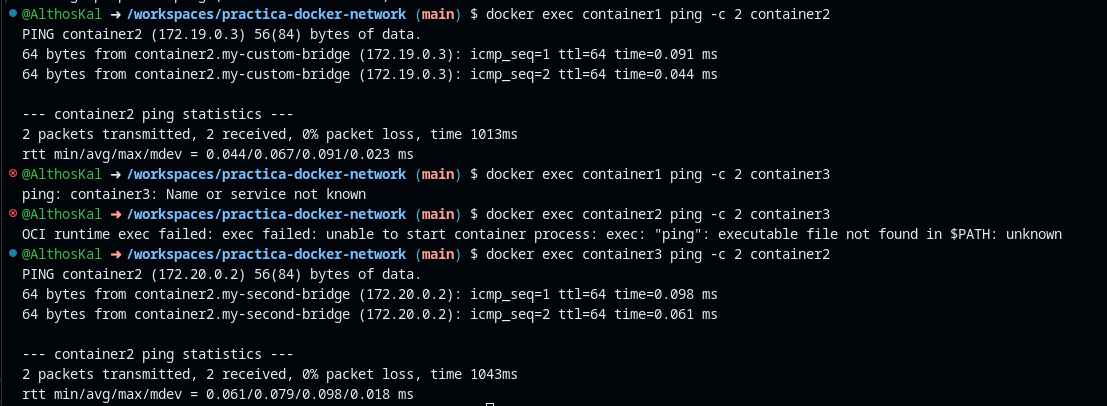 @AlthosKal ➜ /workspaces/practica-docker-network (main) $ docker exec container1 ping -c 2 container2
PING container2 (172.19.0.3) 56(84) bytes of data.
64 bytes from container2.my-custom-bridge (172.19.0.3): icmp_seq=1 ttl=64 time=0.091 ms
64 bytes from container2.my-custom-bridge (172.19.0.3): icmp_seq=2 ttl=64 time=0.044 ms
--- container2 ping statistics ---
2 packets transmitted, 2 received, 0% packet loss, time 1013ms
rtt min/avg/max/mdev = 0.044/0.067/0.091/0.023 ms
@AlthosKal ➜ /workspaces/practica-docker-network (main) $ docker exec container1 ping -c 2 container3
ping: container3: Name or service not known
@AlthosKal ➜ /workspaces/practica-docker-network (main) $ docker exec container2 ping -c 2 container3
OCI runtime exec failed: exec failed: unable to start container process: exec: "ping": executable file not found in $PATH: unknown
@AlthosKal ➜ /workspaces/practica-docker-network (main) $ docker exec container3 ping -c 2 container2
PING container2 (172.20.0.2) 56(84) bytes of data.
64 bytes from container2.my-second-bridge (172.20.0.2): icmp_seq=1 ttl=64 time=0.098 ms
64 bytes from container2.my-second-bridge (172.20.0.2): icmp_seq=2 ttl=64 time=0.061 ms
--- container2 ping statistics ---
2 packets transmitted, 2 received, 0% packet loss, time 1043ms
rtt min/avg/max/mdev = 0.061/0.079/0.098/0.018 ms